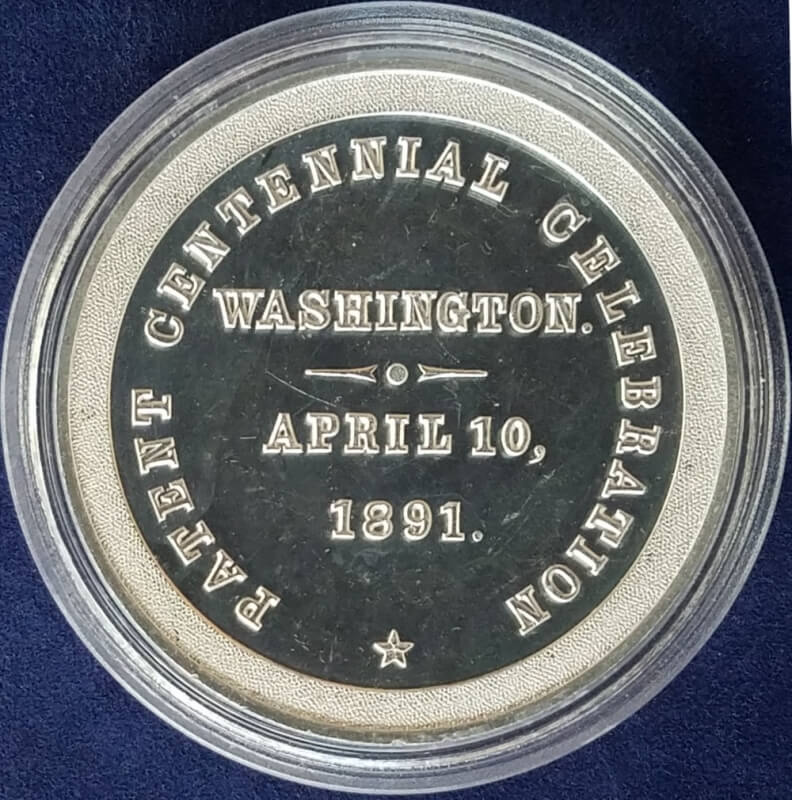 PATENT CENTENNIAL CELEBRATION
WASHINGTON.
APRIL 10,
1891.